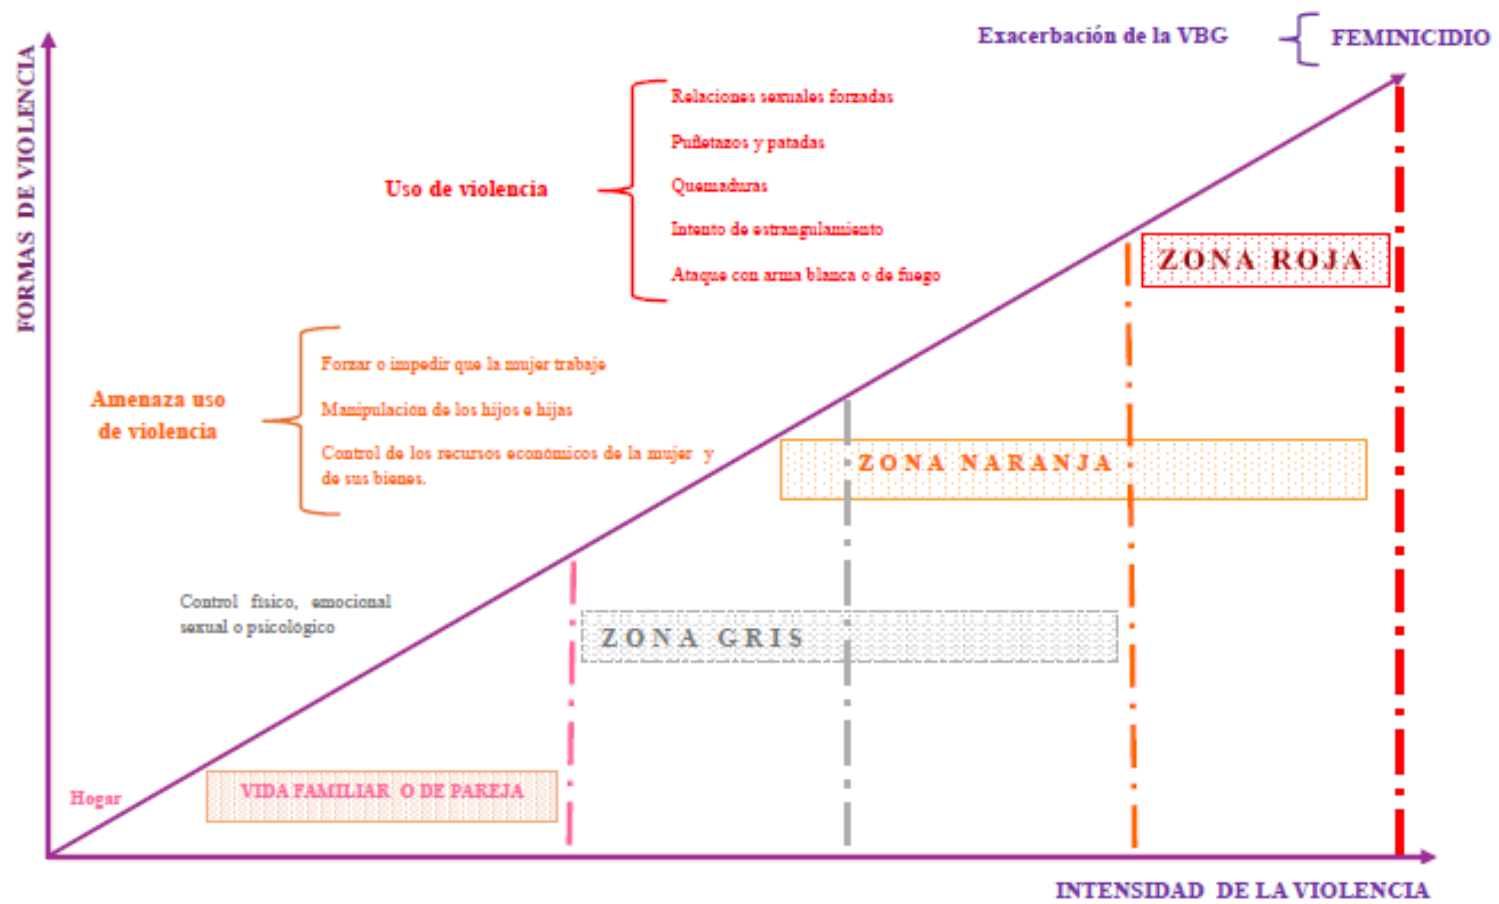 Exacerbación de la VBG
FEMINICIDIO
FORMAS DE VIOLENCIA
Uso de violencia
Relaciones sexuales forzadas
Puñetazos y patadas
Quemaduras
Intento de estrangulamiento
Ataque con arma blanca o de fuego
ZONA ROJA
Amenaza uso
de violencia
Forzar o impedir que la mujer trabaje
Manipulación de los hijos e hijas
Control de los recursos económicos de la mujer y
de sus bienes.
ZONA NARANJA
Control físico, emocional
sexual o psicológico
ZONA GRIS
Hogar
VIDA FAMILIAR O DE PAREJA
INTENSIDAD DE LA VIOLENCIA